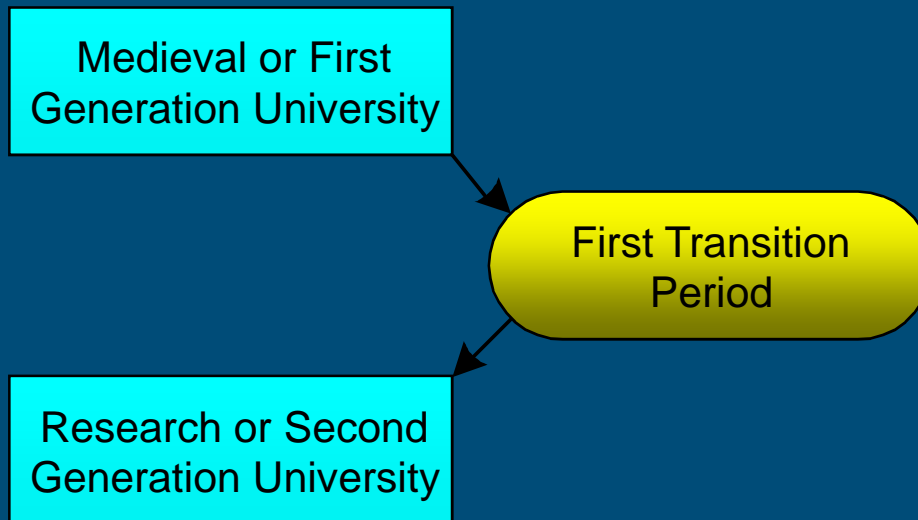 Medieval or First
Generation University
First Transition
Period
Research or Second
Generation University